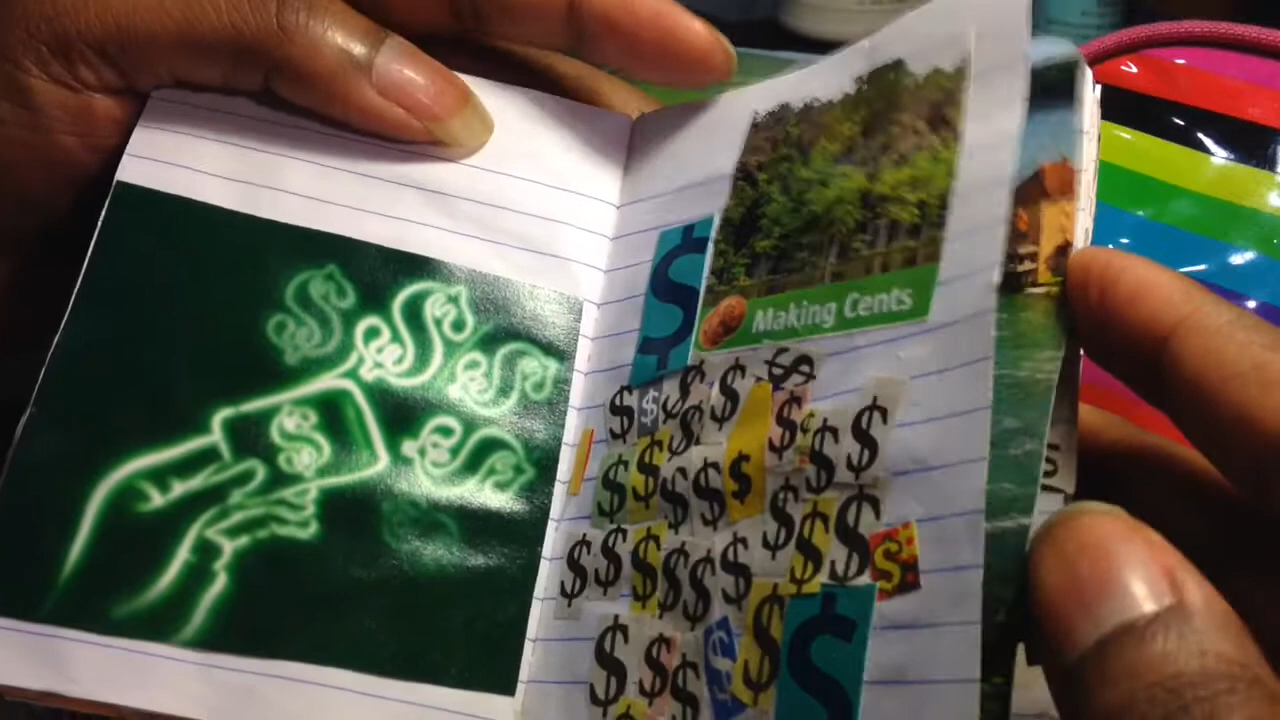 $ $
$ $
$
$
$
Making Cents
$ $ $ $ $
$ $ ¢ $ $
$ $ $ $ $
$ $ $
$ $ $ $ $ $ $ $
$ $ $ $ $ $
$